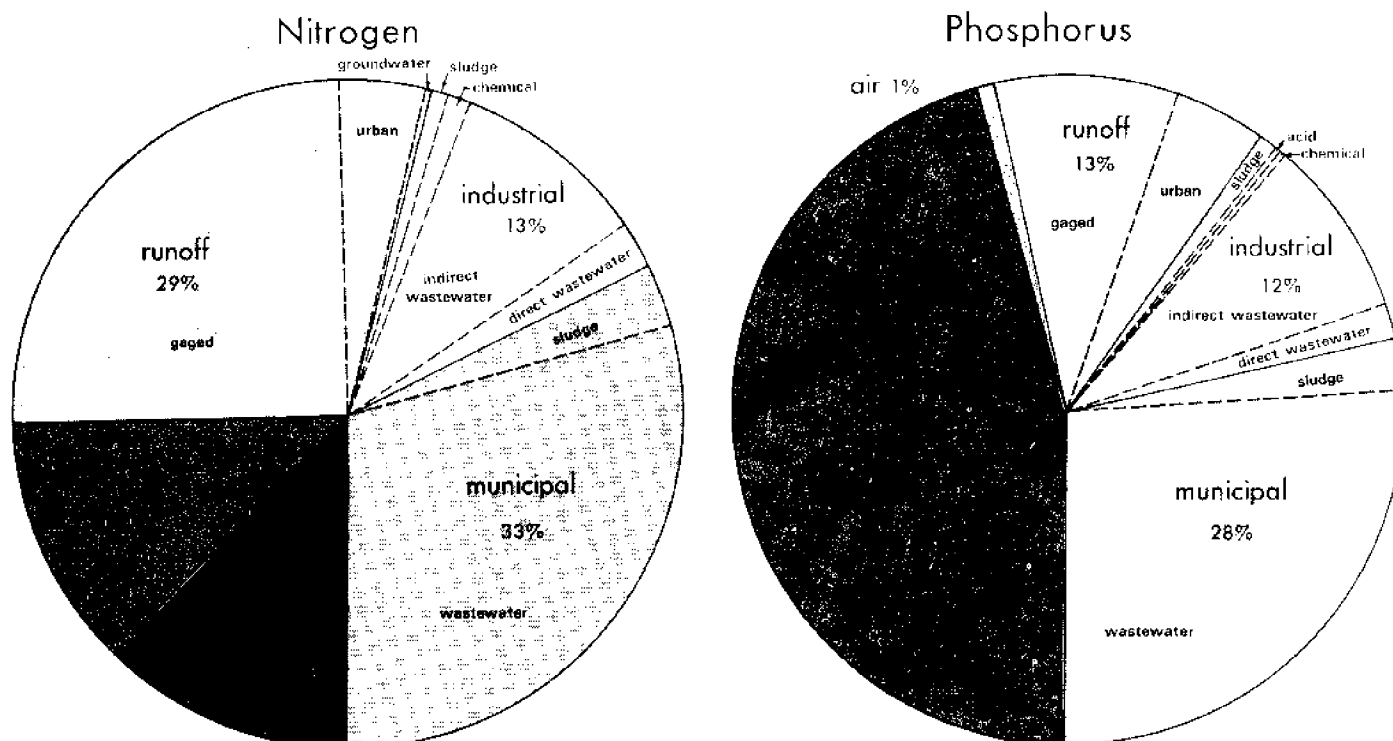 Nitrogen
groundwater
sludge
chemical
urban
industrial
13%
indirect
wastewater
direct wastewater
sludge
runoff
29%
gaged
municipal
33%
wastewater
Phosphorus
air 1%
runoff
13%
gaged
urban
sludge
acid
chemical
industrial
12%
indirect wastewater
direct wastewater
sludge
municipal
28%
wastewater